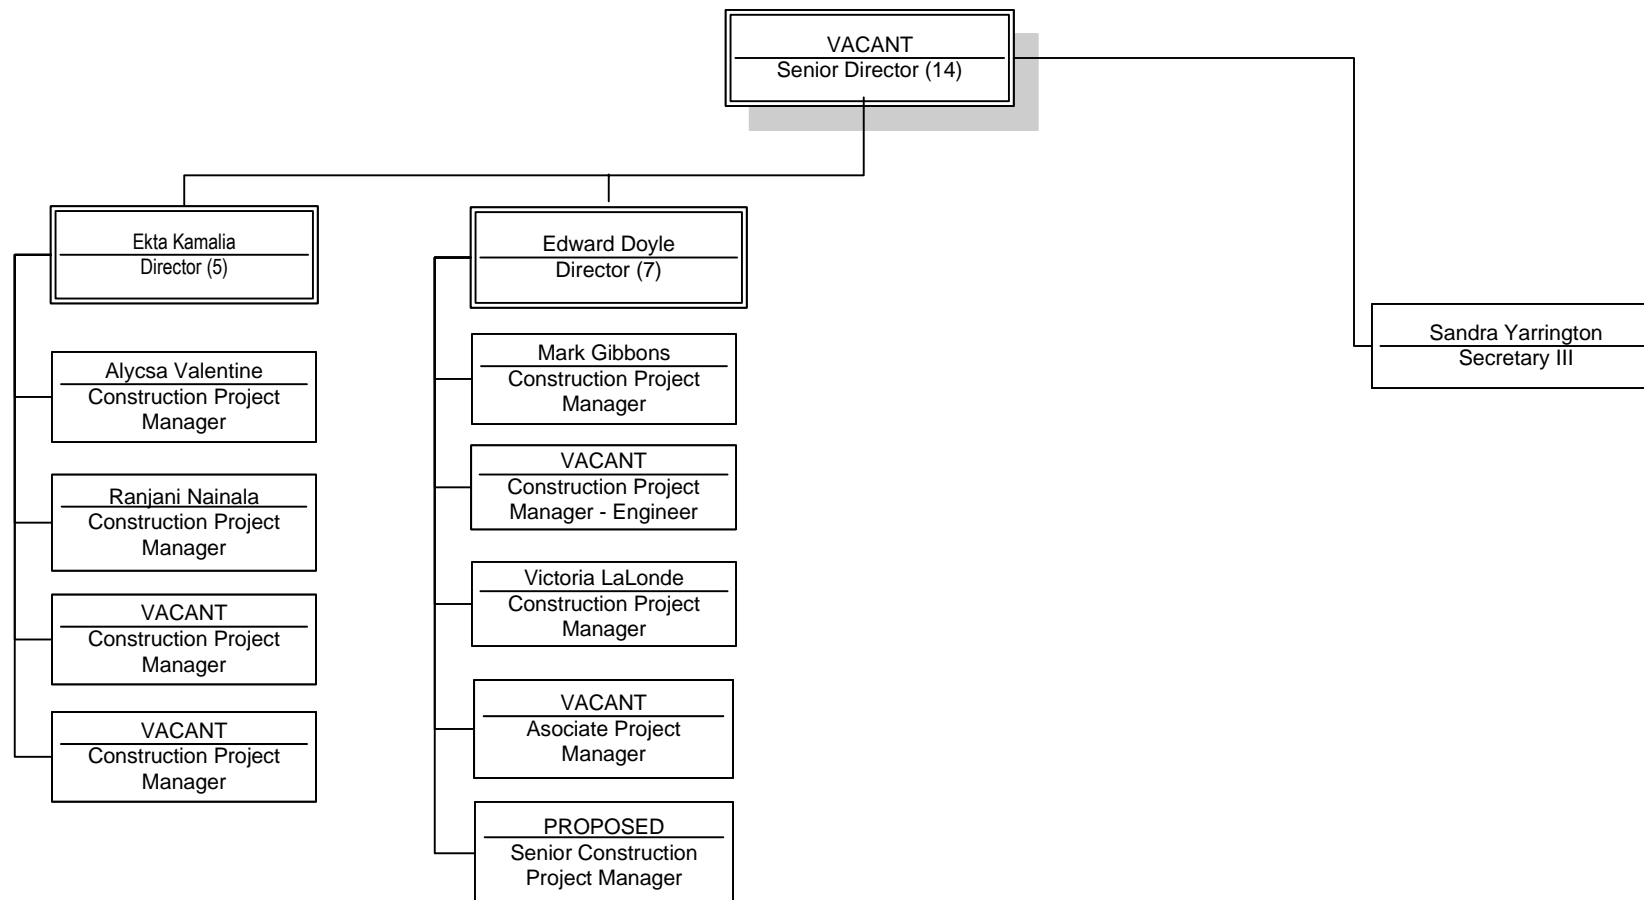 VACANT
Senior Director (14)
Ekta Kamalia
Director (5)
Alycsa Valentine
Construction Project
Manager
Ranjani Nainala
Construction Project
Manager
VACANT
Construction Project
Manager
VACANT
Construction Project
Manager
Edward Doyle
Director (7)
Mark Gibbons
Construction Project
Manager
VACANT
Construction Project
Manager - Engineer
Victoria LaLonde
Construction Project
Manager
VACANT
Asociate Project
Manager
PROPOSED
Senior Construction
Project Manager
Sandra Yarrington
Secretary III